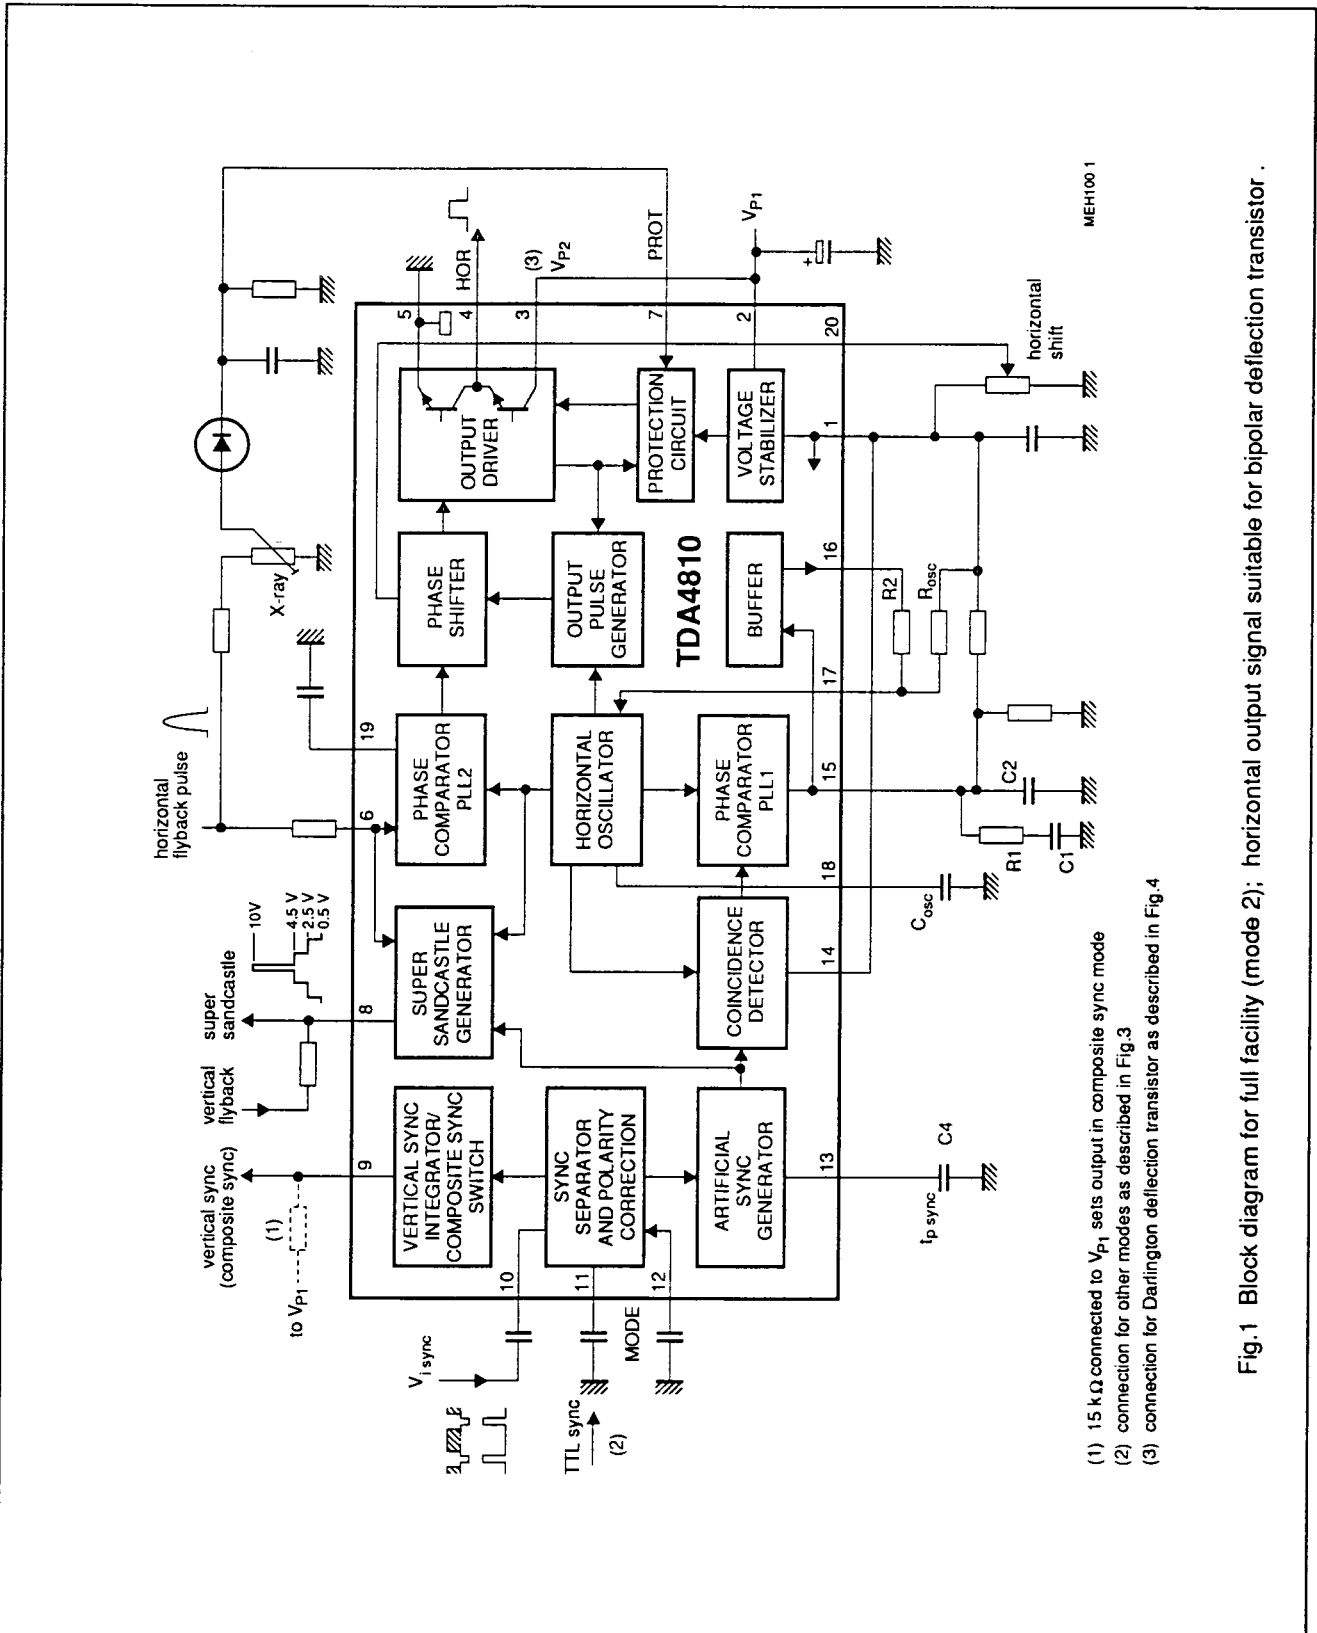 horizontal
flyback pulse
super
sandcastle
10V
4.5 V
2.5 V
0.5 V
vertical
flyback
vertical sync
(composite sync)
(1)
to VP1
X-ray
9
8
6
19
5
4
HOR
3
(3)
VP2
7
PROT
2
VP1
20
VERTICAL SYNC
INTEGRATOR/
COMPOSITE SYNC
SWITCH
SUPER
SANDCASTLE
GENERATOR
PHASE
COMPARATOR
PLL2
PHASE
SHIFTER
OUTPUT
DRIVER
Vi sync
10
TTL sync
(2)
11
MODE
12
SYNC
SEPARATOR
AND POLARITY
CORRECTION
HORIZONTAL
OSCILLATOR
OUTPUT
PULSE
GENERATOR
PROTECTION
CIRCUIT
TDA4810
ARTIFICIAL
SYNC
GENERATOR
COINCIDENCE
DETECTOR
PHASE
COMPARATOR
PLL1
BUFFER
VOLTAGE
STABILIZER
13
14
18
15
17
16
1
+
tp sync
C4
Cosc
R1
C1
C2
R2
Rosc
horizontal
shift
MEH100 1
(1) 15 kΩ connected to VP1 sets output in composite sync mode
(2) connection for other modes as described in Fig.3
(3) connection for Darlington deflection transistor as described in Fig.4
Fig.1 Block diagram for full facility (mode 2); horizontal output signal suitable for bipolar deflection transistor .